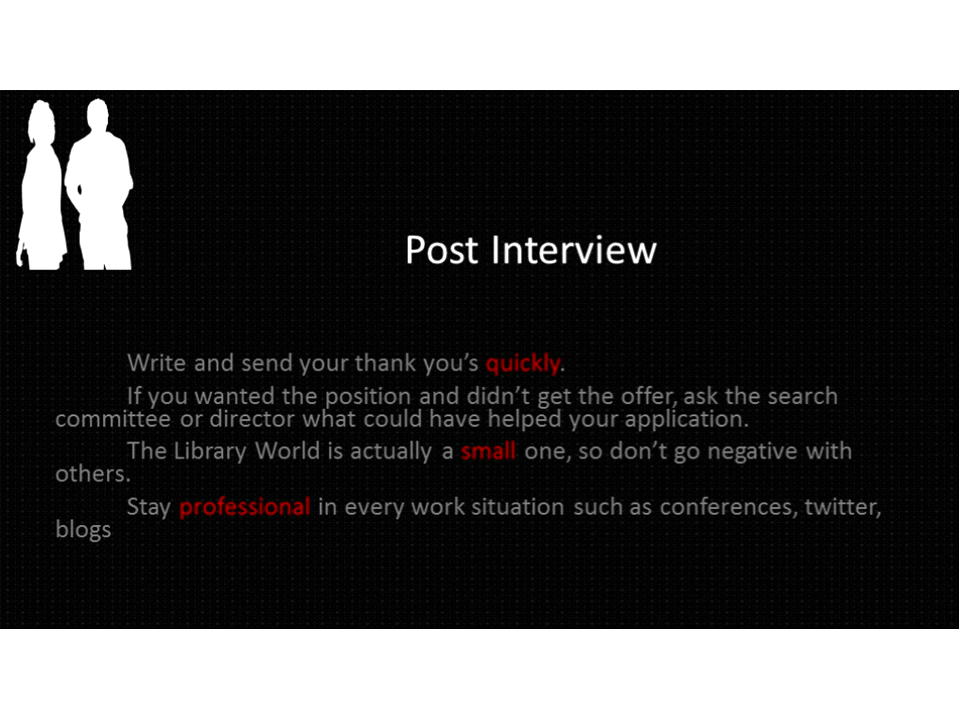 Post Interview
Write and send your thank you’s quickly.
If you wanted the position and didn’t get the offer, ask the search
committee or director what could have helped your application.
The Library World is actually a small one, so don’t go negative with
others.
Stay professional in every work situation such as conferences, twitter,
blogs